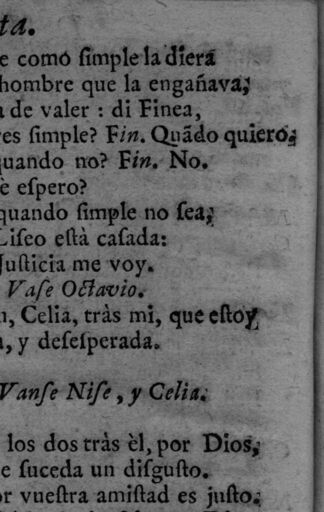 ta.
e como ſimple la diera
hombre que la engañava;
a de valer : di Finea,
res ſimple? Fin. Quãdo quiero;
quando no? Fin. No.
è eſpero?
quando ſimple no ſea;
Liſeo eſtà caſada:
Juſticia me voy.
Vaſe Octavio.
, Celia, tràs mi, que eſtoy
, y deſeſperada.
Vanſe Niſe, y Celia.
los dos tràs èl, por Dios,
e ſuceda un diſguſto.
or vueſtra amiſtad es juſto.